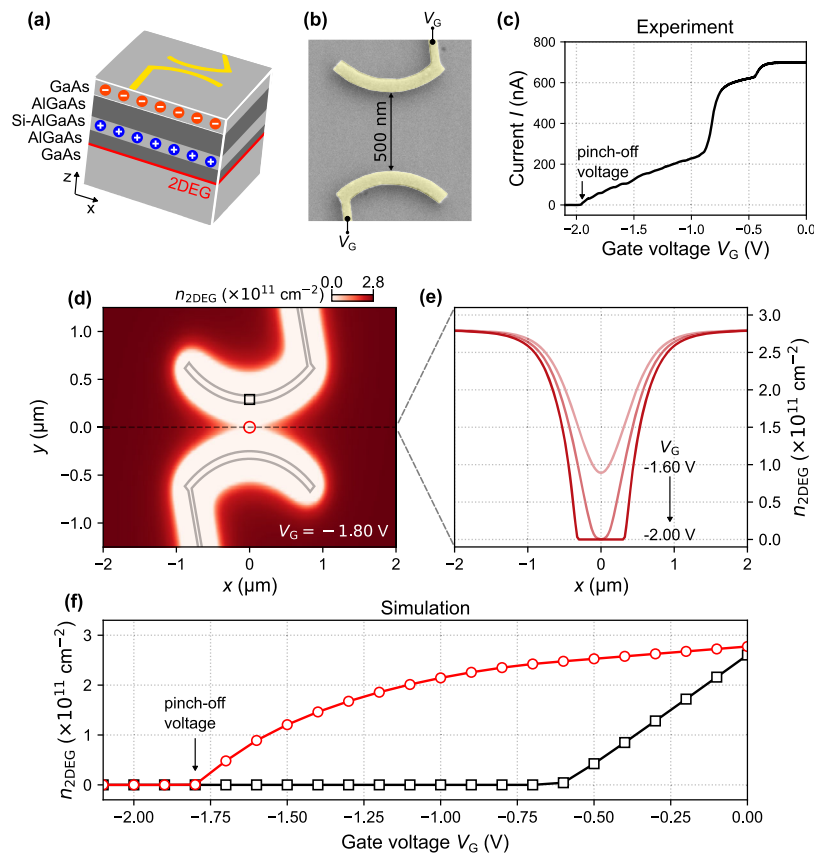 (a)
GaAs
AlGaAs
Si-AlGaAs
AlGaAs
GaAs
2DEG
z
x
(b)
V_G
500 nm
V_G
(c)
Experiment
Current I (nA)
800
600
400
200
0
pinch-off
voltage
−2.0 −1.5 −1.0 −0.5 0.0
Gate voltage V_G (V)
(d)
n_2DEG (×10¹¹ cm⁻²)
0.0 2.8
y (µm)
1.0
0.5
0.0
−0.5
−1.0
V_G = −1.80 V
−2 −1 0 1 2
x (µm)
(e)
3.0
2.5
2.0
1.5
1.0
0.5
0.0
n_2DEG (×10¹¹ cm⁻²)
V_G
-1.60 V
-2.00 V
−2 −1 0 1 2
x (µm)
(f)
Simulation
n_2DEG (×10¹¹ cm⁻²)
3
2
1
0
pinch-off
voltage
−2.00 −1.75 −1.50 −1.25 −1.00 −0.75 −0.50 −0.25 0.00
Gate voltage V_G (V)